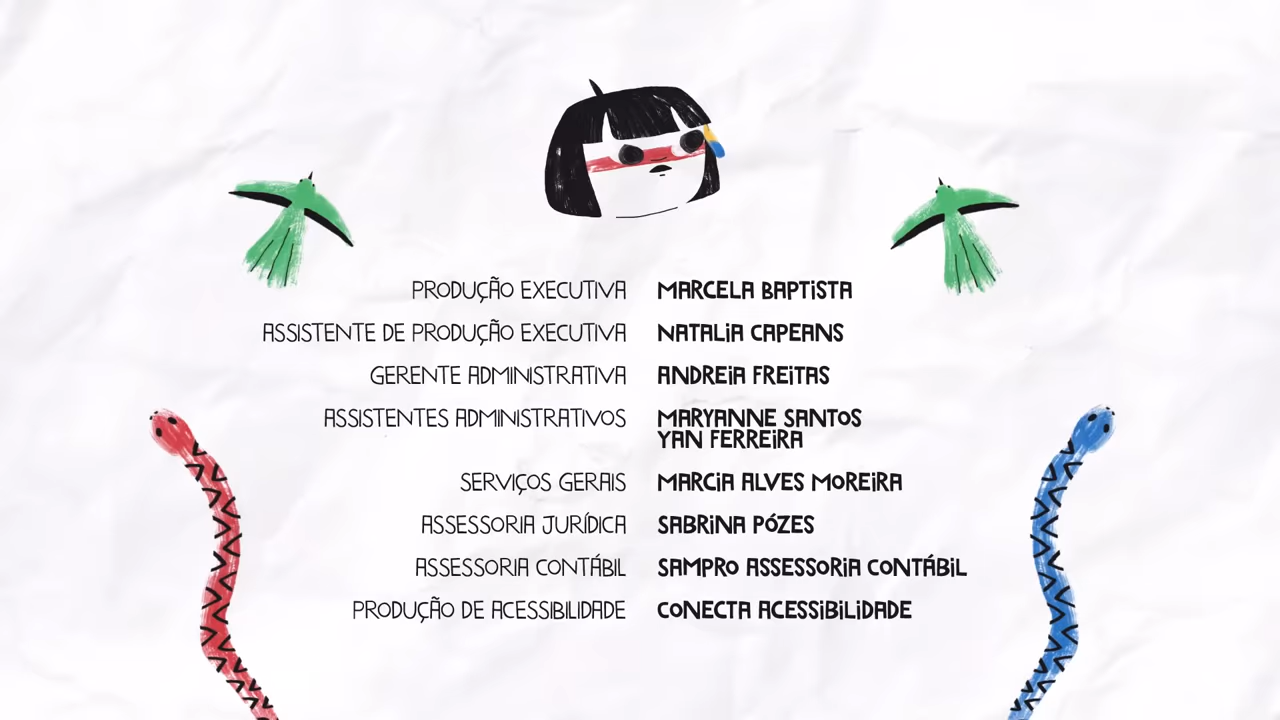 PRODUÇÃO EXECUTIVA MARCELA BAPTISTA
ASSISTENTE DE PRODUÇÃO EXECUTIVA NATALIA CAPEANS
GERENTE ADMINISTRATIVA ANDREIA FREITAS
ASSISTENTES ADMINISTRATIVOS MARYANNE SANTOS
YAN FERREIRA
SERVIÇOS GERAIS MARCIA ALVES MOREIRA
ASSESSORIA JURÍDICA SABRINA PÓZES
ASSESSORIA CONTÁBIL SAMPRO ASSESSORIA CONTÁBIL
PRODUÇÃO DE ACESSIBILIDADE CONECTA ACESSIBILIDADE